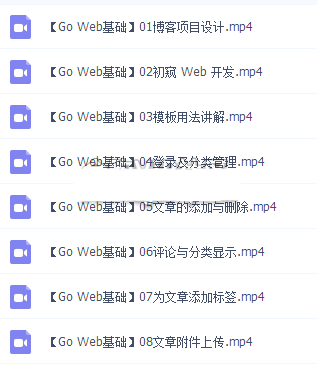 【Go Web基础】01博客项目设计.mp4
【Go Web基础】02初窥 Web 开发.mp4
【Go Web基础】03模板用法讲解.mp4
【Go Web基础】04登录及分类管理.mp4
【Go Web基础】05文章的添加与删除.mp4
【Go Web基础】06评论与分类显示.mp4
【Go Web基础】07为文章添加标签.mp4
【Go Web基础】08文章附件上传.mp4